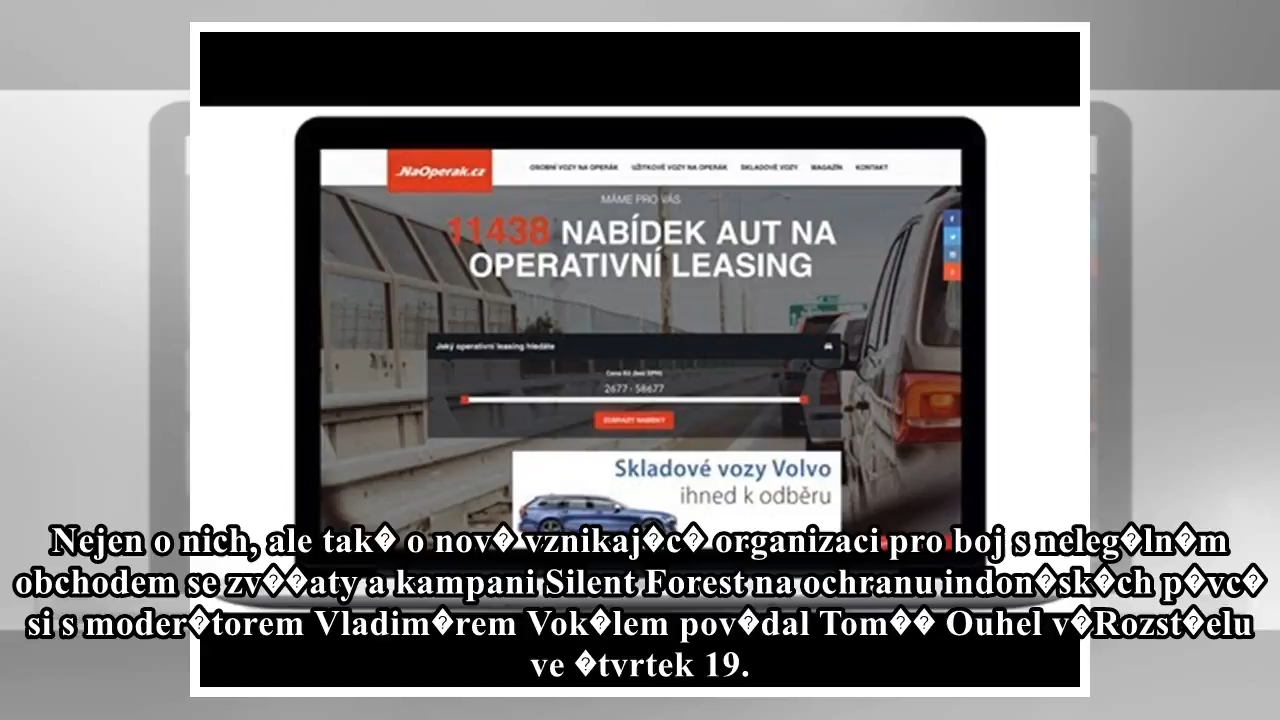 .NaOperak.cz
OSOBNÍ VOZY NA OPERÁK UŽITKOVÉ VOZY NA OPERÁK SKLADOVÉ VOZY MAGAZÍN KONTAKT
MÁME PRO VÁS
11438 NABÍDEK AUT NA
OPERATIVNÍ LEASING
Jaký operativní leasing hledáte
Cena Kč (bez DPH)
2677 - 58677
ZOBRAZIT NABÍDKY
Skladové vozy Volvo
ihned k odběru
Nejen o nich, ale tak� o nov� vznikaj�c� organizaci pro boj s neleg�ln�m
obchodem se zv��aty a kampani Silent Forest na ochranu indon�sk�ch p�vc�
si s moder�torem Vladim�rem Vok�lem pov�dal Tom�� Ouhel v�Rozst�elu
ve �tvrtek 19.